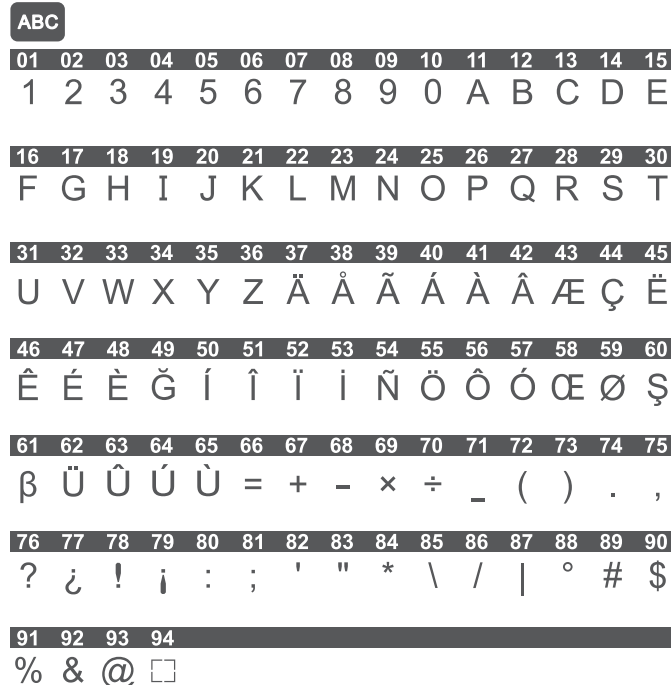 ABC
01 02 03 04 05 06 07 08 09 10 11 12 13 14 15
1 2 3 4 5 6 7 8 9 0 A B C D E
16 17 18 19 20 21 22 23 24 25 26 27 28 29 30
F G H I J K L M N O P Q R S T
31 32 33 34 35 36 37 38 39 40 41 42 43 44 45
U V W X Y Z Ä Å Ã Á À Â Æ Ç Ë
46 47 48 49 50 51 52 53 54 55 56 57 58 59 60
Ê É È Ğ Í Î Ï İ Ñ Ö Ô Ó Œ Ø Ş
61 62 63 64 65 66 67 68 69 70 71 72 73 74 75
β Ü Û Ú Ù = + – × ÷ _ ( ) . ,
76 77 78 79 80 81 82 83 84 85 86 87 88 89 90
? ¿ ! ¡ : ; ' " * \ / | ° # $
91 92 93 94
% & @ ⛶